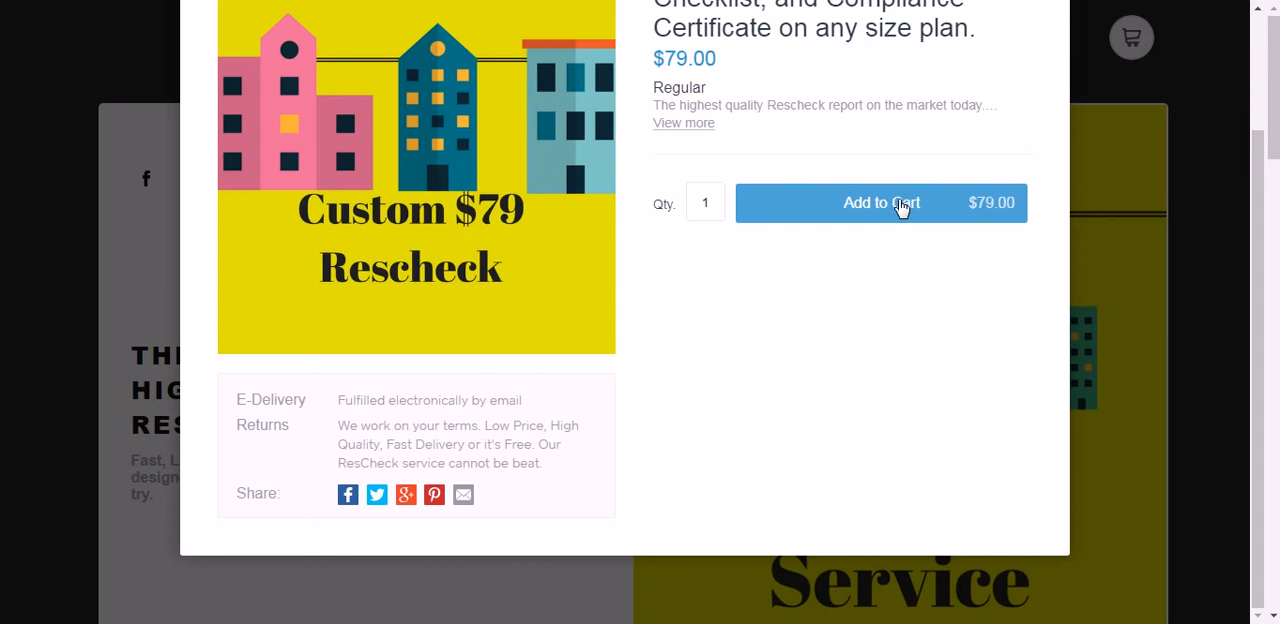 Checklist, and Compliance
Certificate on any size plan.
$79.00
Regular
The highest quality Rescheck report on the market today....
View more
Qty. 1 Add to Cart $79.00
Custom $79
Rescheck
E-Delivery Fulfilled electronically by email
Returns We work on your terms. Low Price, High
Quality, Fast Delivery or it's Free. Our
ResCheck service cannot be beat.
Share:
Fast, L
design
try.
Service